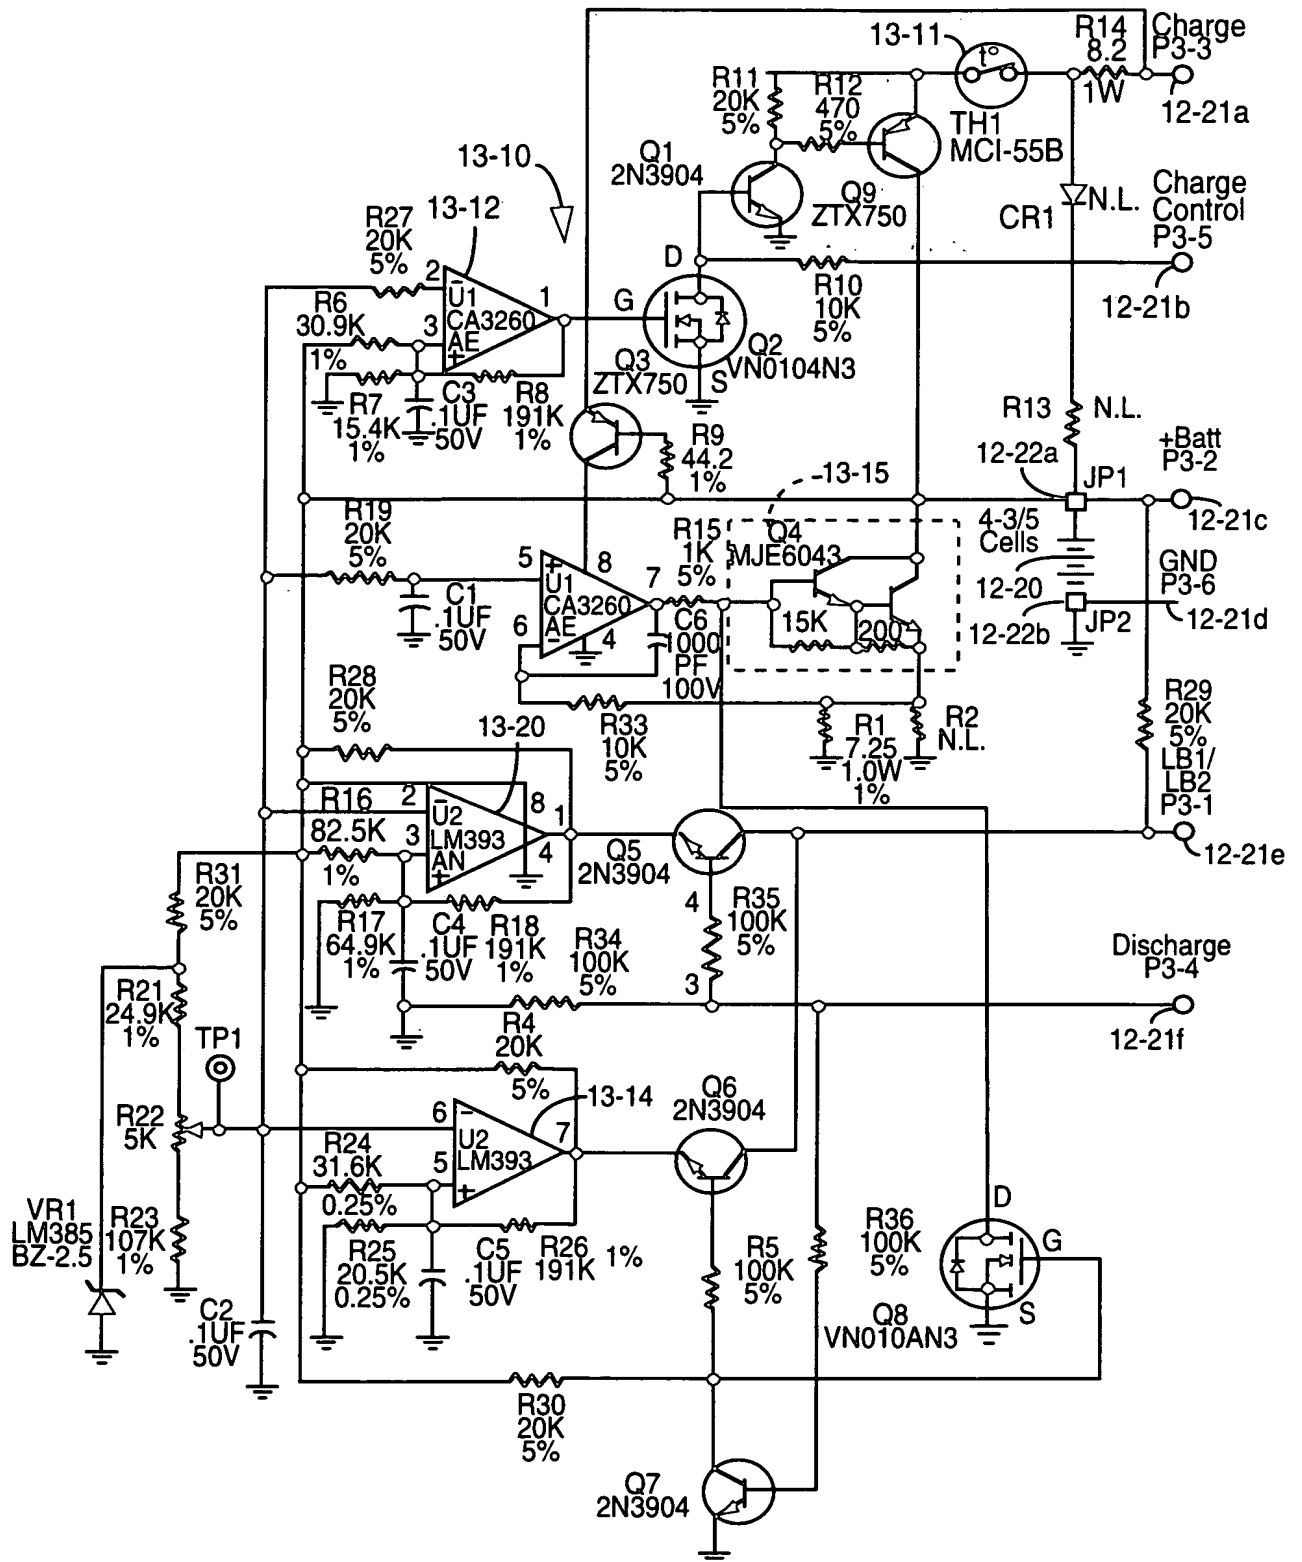 13-11
R14
8.2
1W
Charge
P3-3
12-21a
R11
20K
5%
R12
470
5%
TH1
MCI-55B
Q1
2N3904
Q9
ZTX750
CR1
N.L.
Charge
Control
P3-5
12-21b
13-10
13-12
R27
20K
5%
2
-
U1
CA3260
AE
+
3
1
R6
30.9K
1%
R7
15.4K
1%
C3
.1UF
50V
R8
191K
1%
G
D
S
Q2
VN0104N3
R10
10K
5%
Q3
ZTX750
R9
44.2
1%
R13
N.L.
12-22a
JP1
+Batt
P3-2
12-21c
13-15
R19
20K
5%
C1
.1UF
50V
5
+
U1
CA3260
AE
-
6
8
7
4
R15
1K
5%
C6
1000
PF
100V
Q4
MJE6043
15K
200
4-3/5
Cells
12-20
12-22b
JP2
GND
P3-6
12-21d
R28
20K
5%
13-20
R33
10K
5%
R1
7.25
1.0W
1%
R2
N.L.
R29
20K
5%
LB1/
LB2
P3-1
12-21e
R16
82.5K
1%
2
-
U2
LM393
AN
+
3
8
1
4
Q5
2N3904
R31
20K
5%
R17
64.9K
1%
C4
.1UF
50V
R18
191K
1%
R34
100K
5%
4
R35
100K
5%
3
Discharge
P3-4
12-21f
R21
24.9K
1%
TP1
R4
20K
5%
13-14
R22
5K
6
-
U2
LM393
5
+
7
Q6
2N3904
R24
31.6K
0.25%
R25
20.5K
0.25%
C5
.1UF
50V
R26
191K
1%
VR1
LM385
BZ-2.5
R23
107K
1%
C2
.1UF
50V
R5
100K
5%
R36
100K
5%
D
G
S
Q8
VN010AN3
R30
20K
5%
Q7
2N3904